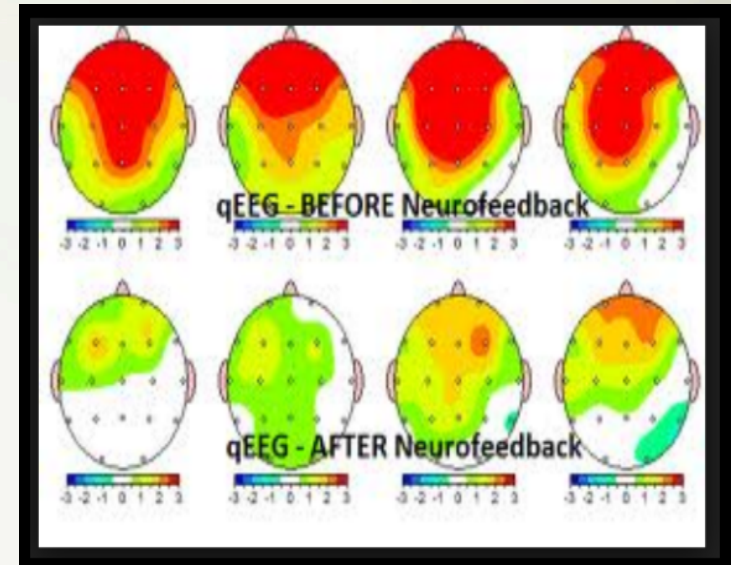 qEEG - BEFORE Neurofeedback
-3 -2 -1 0 1 2 3 -3 -2 -1 0 1 2 3 -3 -2 -1 0 1 2 3 -3 -2 -1 0 1 2 3
qEEG - AFTER Neurofeedback
-3 -2 -1 0 1 2 3 -3 -2 -1 0 1 2 3 -3 -2 -1 0 1 2 3 -3 -2 -1 0 1 2 3